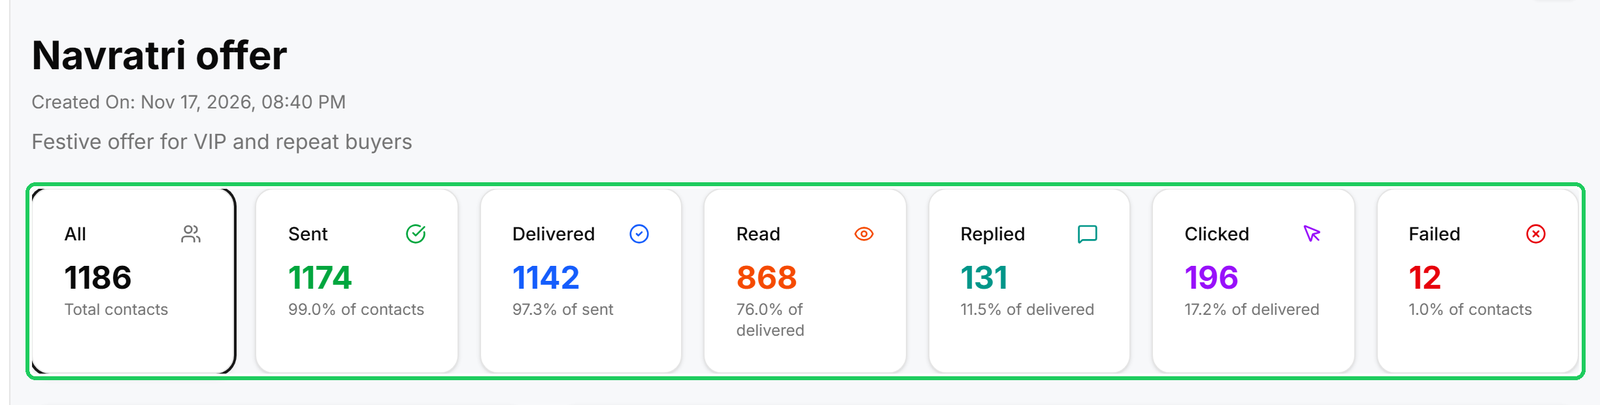 Navratri offer
Created On: Nov 17, 2026, 08:40 PM
Festive offer for VIP and repeat buyers
All
1186
Total contacts
Sent
1174
99.0% of contacts
Delivered
1142
97.3% of sent
Read
868
76.0% of
delivered
Replied
131
11.5% of delivered
Clicked
196
17.2% of delivered
Failed
12
1.0% of contacts